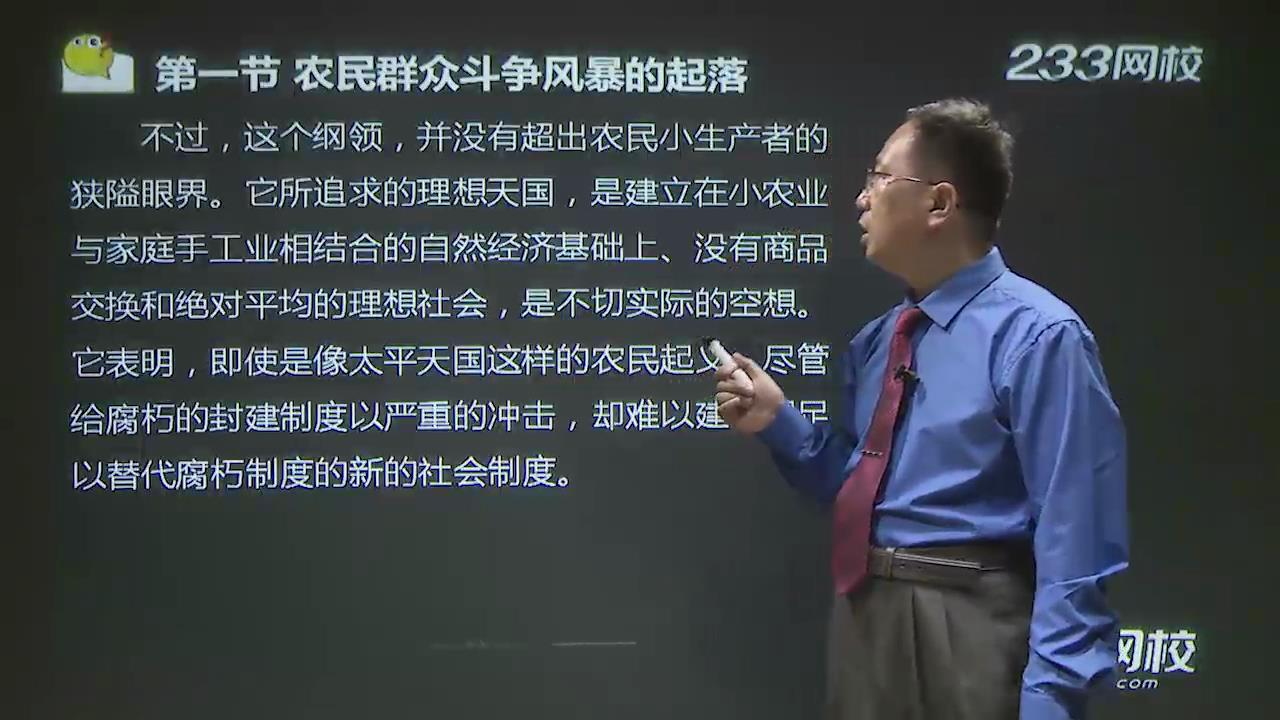 第一节 农民群众斗争风暴的起落
233网校
不过，这个纲领，并没有超出农民小生产者的
狭隘眼界。它所追求的理想天国，是建立在小农业
与家庭手工业相结合的自然经济基础上、没有商品
交换和绝对平均的理想社会，是不切实际的空想。
它表明，即使是像太平天国这样的农民起义 尽管
给腐朽的封建制度以严重的冲击，却难以建 足
以替代腐朽制度的新的社会制度。
网校
.com